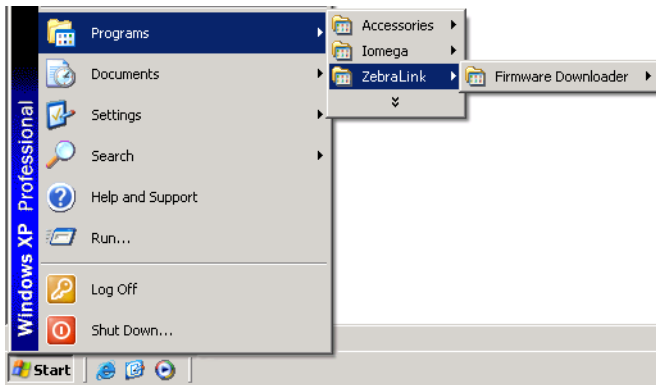 Programs
Documents
Settings
Search
Help and Support
Run...
Log Off
Shut Down...
Windows XP Professional
Start
Accessories
Iomega
ZebraLink
Firmware Downloader